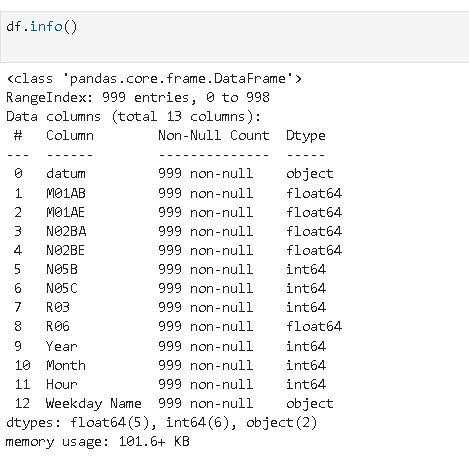 df.info()
<class 'pandas.core.frame.DataFrame'>
RangeIndex: 999 entries, 0 to 998
Data columns (total 13 columns):
 #   Column        Non-Null Count  Dtype
---  ------        --------------  -----
 0   datum         999 non-null    object
 1   M01AB         999 non-null    float64
 2   M01AE         999 non-null    float64
 3   N02BA         999 non-null    float64
 4   N02BE         999 non-null    float64
 5   N05B          999 non-null    int64
 6   N05C          999 non-null    int64
 7   R03           999 non-null    int64
 8   R06           999 non-null    float64
 9   Year          999 non-null    int64
 10  Month         999 non-null    int64
 11  Hour          999 non-null    int64
 12  Weekday Name  999 non-null    object
dtypes: float64(5), int64(6), object(2)
memory usage: 101.6+ KB